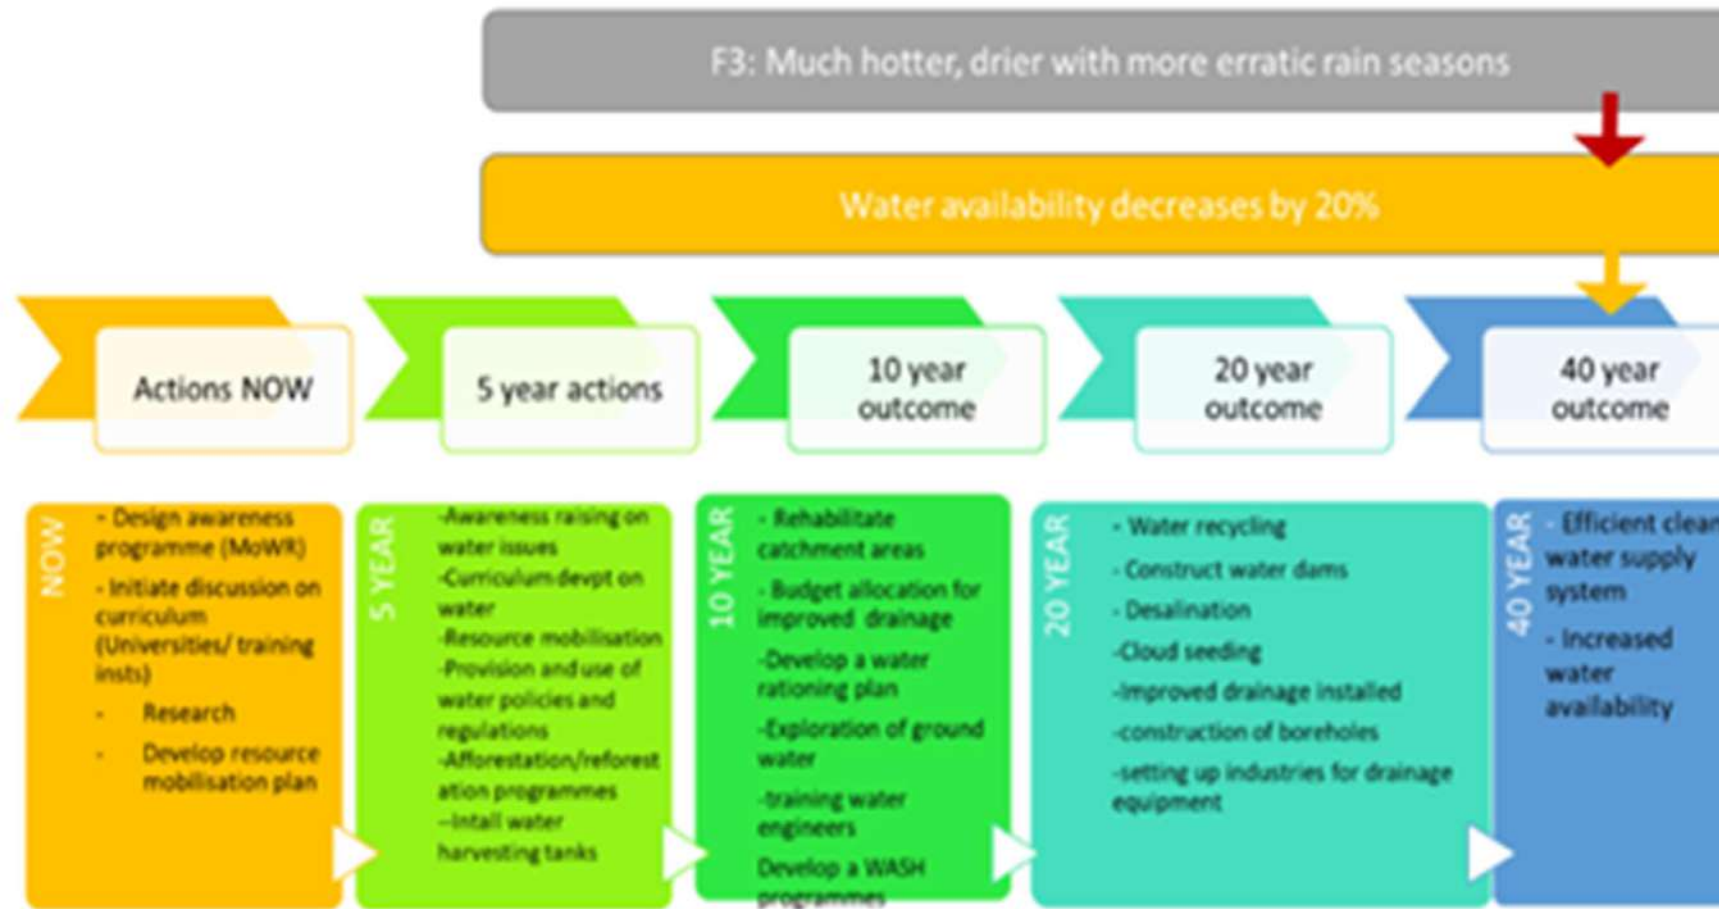 F3: Much hotter, drier with more erratic rain seasons
Water availability decreases by 20%
Actions NOW
5 year actions
10 year
outcome
20 year
outcome
40 year
outcome
NOW
- Design awareness
programme (MoWR)
- Initiate discussion on
curriculum
(Universities/ training
insts)
- Research
- Develop resource
mobilisation plan
5 YEAR
-Awareness raising on
water issues
-Curriculum devpt on
water
-Resource mobilisation
-Provision and use of
water policies and
regulations
-Afforestation/reforest
ation programmes
--Intall water
harvesting tanks
10 YEAR
- Rehabilitate
catchment areas
- Budget allocation for
improved drainage
-Develop a water
rationing plan
-Exploration of ground
water
-training water
engineers
Develop a WASH
programmes
20 YEAR
- Water recycling
- Construct water dams
- Desalination
-Cloud seeding
-Improved drainage installed
-construction of boreholes
-setting up industries for drainage
equipment
40 YEAR
- Efficient clean
water supply
system
- Increased
water
availability